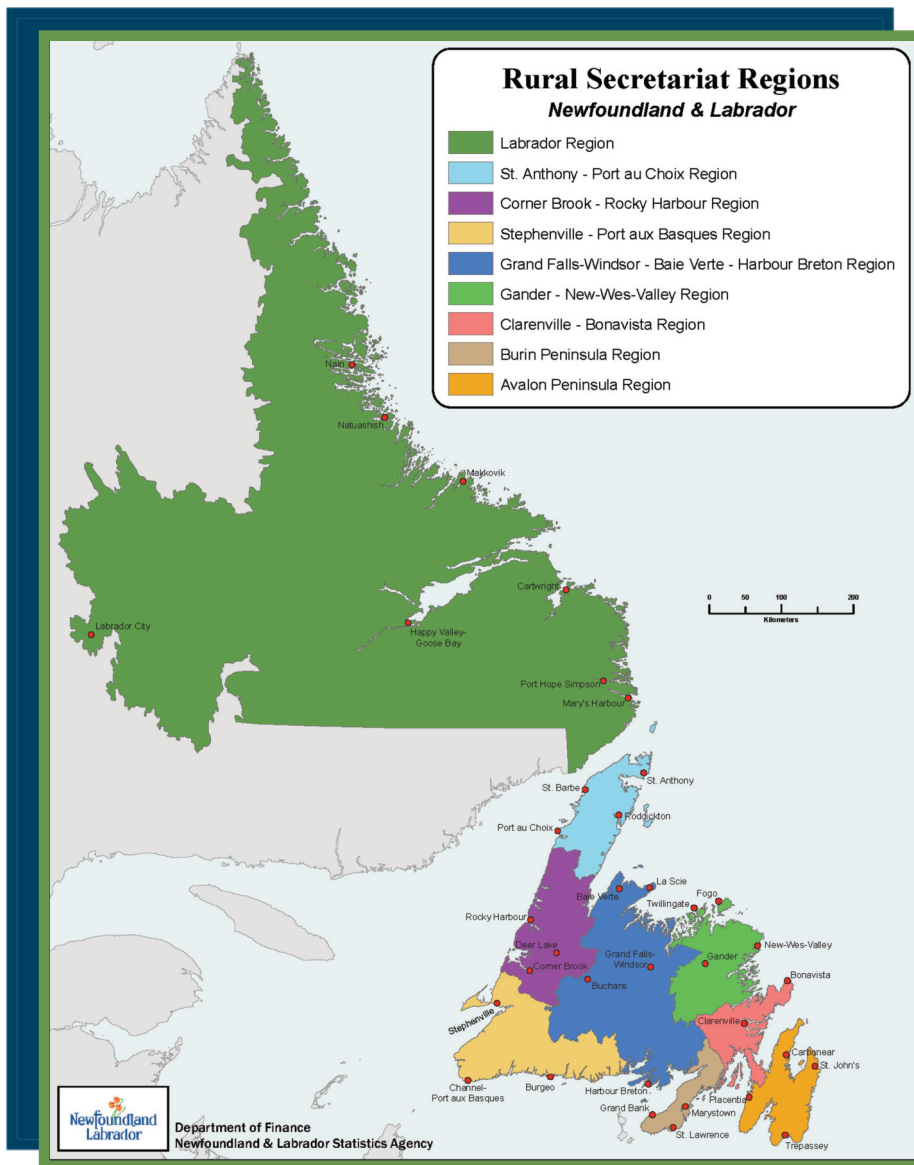 Rural Secretariat Regions
Newfoundland & Labrador
Labrador Region
St. Anthony - Port au Choix Region
Corner Brook - Rocky Harbour Region
Stephenville - Port aux Basques Region
Grand Falls-Windsor - Baie Verte - Harbour Breton Region
Gander - New-Wes-Valley Region
Clarenville - Bonavista Region
Burin Peninsula Region
Avalon Peninsula Region
Nain
Natuashish
Makkovik
Cartwright
0 50 100 200
Kilometers
Labrador City
Happy Valley-
Goose Bay
Port Hope Simpson
Mary's Harbour
St. Anthony
St. Barbe
Roddickton
Port au Choix
La Scie
Baie Verte
Fogo
Twillingate
Rocky Harbour
New-Wes-Valley
Deer Lake
Grand Falls-
Windsor
Gander
Corner Brook
Bonavista
Buchans
Stephenville
Clarenville
Carbonear
St. John's
Channel-
Port aux Basques
Burgeo
Harbour Breton
Placentia
Grand Bank
Marystown
St. Lawrence
Trepassey
Newfoundland
Labrador
Department of Finance
Newfoundland & Labrador Statistics Agency